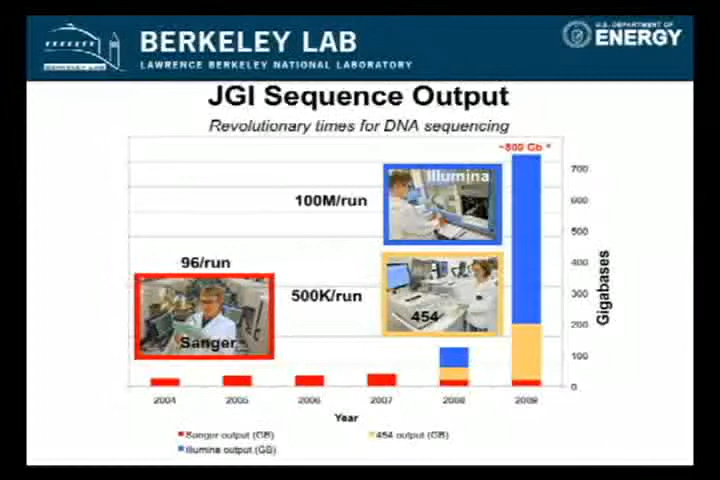 BERKELEY LAB
LAWRENCE BERKELEY NATIONAL LABORATORY
BERKELEY LAB
U.S. DEPARTMENT OF
ENERGY
JGI Sequence Output
Revolutionary times for DNA sequencing
~800 Gb *
Illumina
100M/run
96/run
500K/run
454
Sanger
700
600
500
400
300
200
100
0
Gigabases
2004 2005 2006 2007 2008 2009
Year
Sanger output (GB) 454 output (GB)
Illumina output (GB)